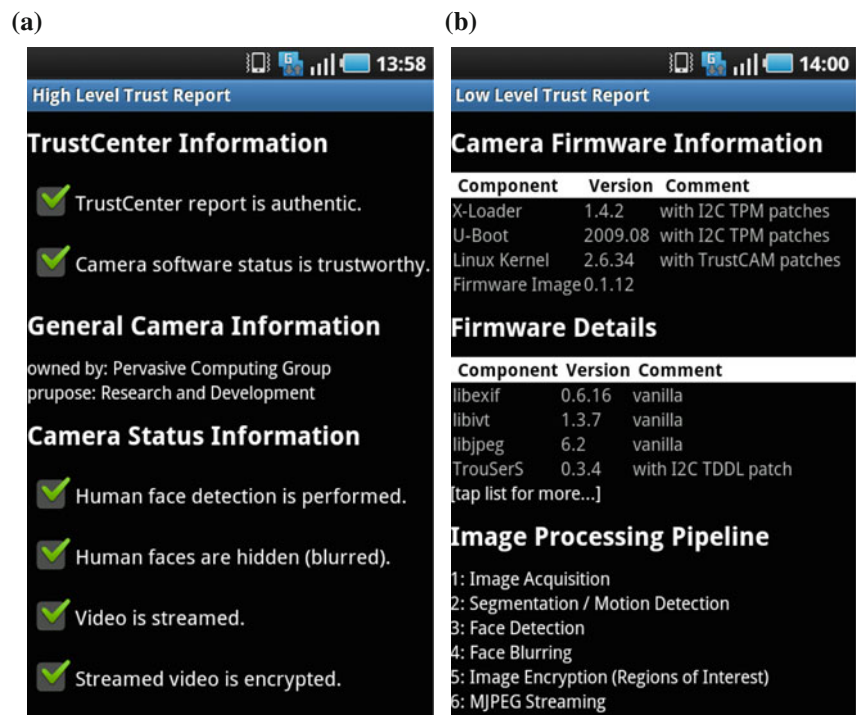 (a)
13:58
High Level Trust Report
TrustCenter Information
TrustCenter report is authentic.
Camera software status is trustworthy.
General Camera Information
owned by: Pervasive Computing Group
prupose: Research and Development
Camera Status Information
Human face detection is performed.
Human faces are hidden (blurred).
Video is streamed.
Streamed video is encrypted.
(b)
14:00
Low Level Trust Report
Camera Firmware Information
Component Version Comment
X-Loader 1.4.2 with I2C TPM patches
U-Boot 2009.08 with I2C TPM patches
Linux Kernel 2.6.34 with TrustCAM patches
Firmware Image 0.1.12
Firmware Details
Component Version Comment
libexif 0.6.16 vanilla
libivt 1.3.7 vanilla
libjpeg 6.2 vanilla
TrouSerS 0.3.4 with I2C TDDL patch
[tap list for more...]
Image Processing Pipeline
1: Image Acquisition
2: Segmentation / Motion Detection
3: Face Detection
4: Face Blurring
5: Image Encryption (Regions of Interest)
6: MJPEG Streaming